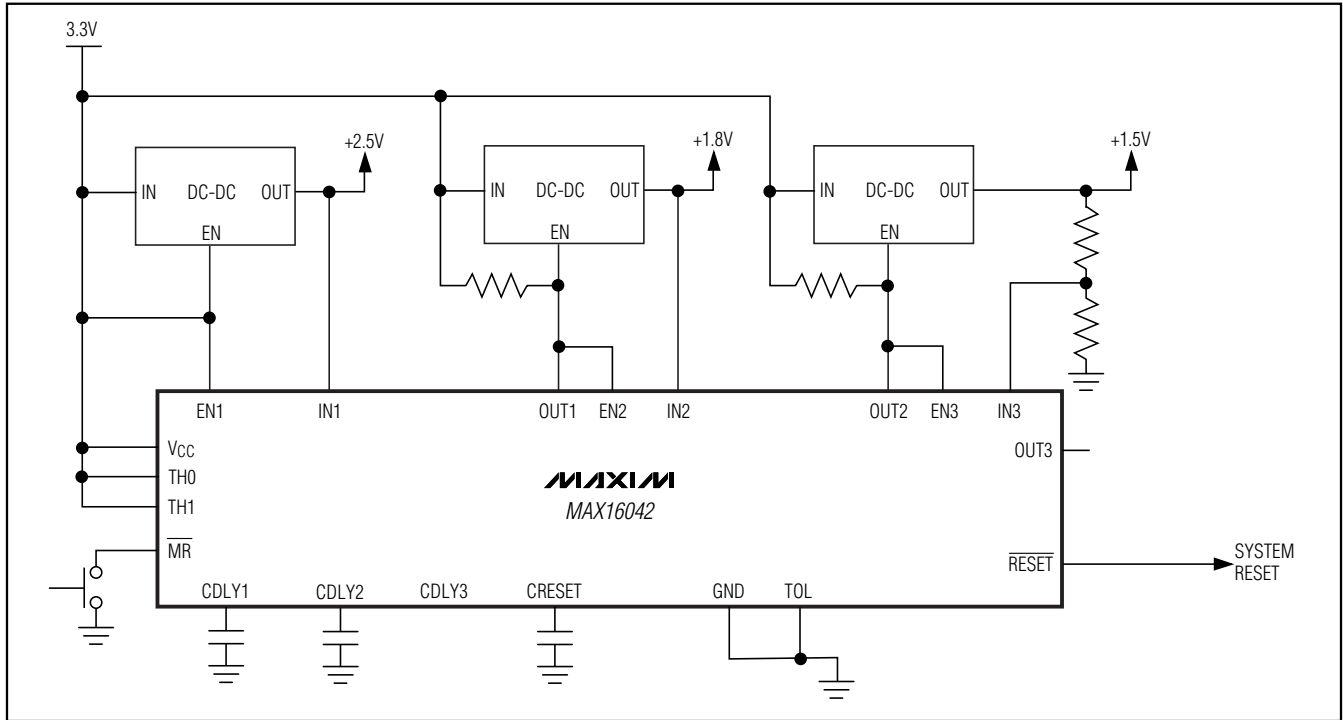 3.3V
+2.5V
+1.8V
+1.5V
IN DC-DC OUT
EN
IN DC-DC OUT
EN
IN DC-DC OUT
EN
EN1 IN1 OUT1 EN2 IN2 OUT2 EN3 IN3
VCC
TH0
TH1
MR
OUT3
MAXIM
MAX16042
RESET
SYSTEM
RESET
CDLY1 CDLY2 CDLY3 CRESET GND TOL